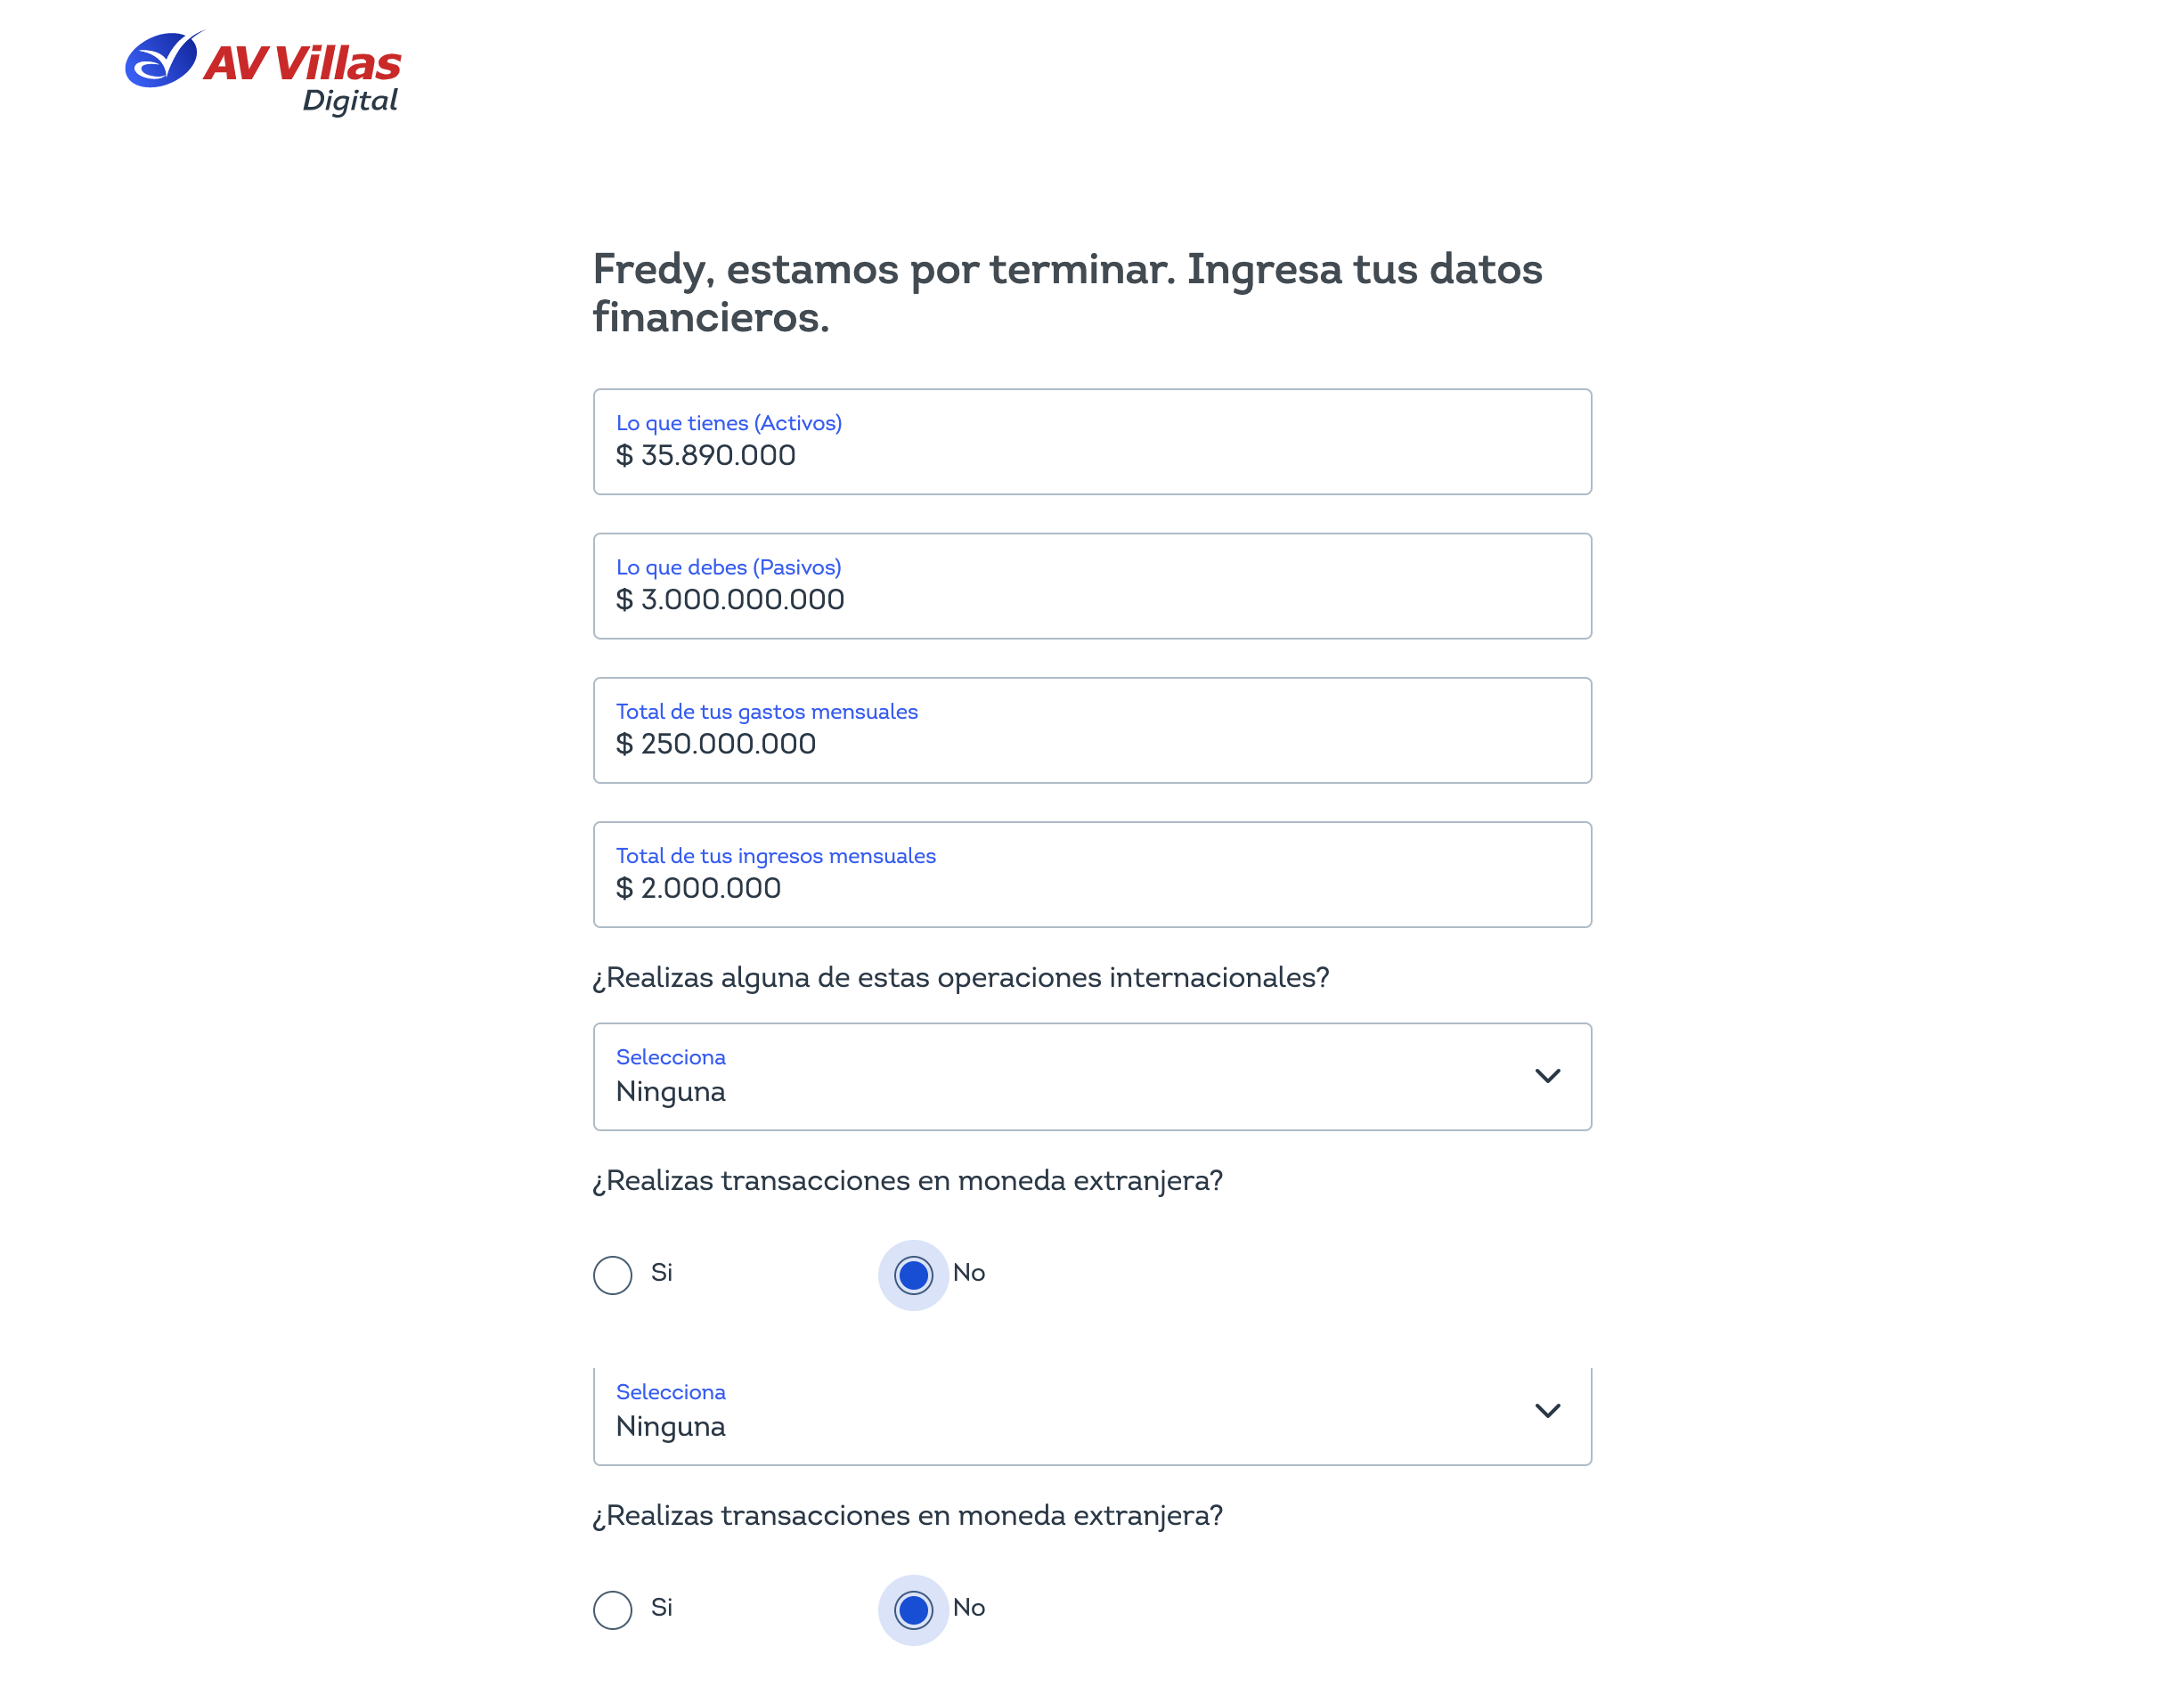 AV Villas
Digital
Fredy, estamos por terminar. Ingresa tus datos
financieros.
Lo que tienes (Activos)
$ 35.890.000
Lo que debes (Pasivos)
$ 3.000.000.000
Total de tus gastos mensuales
$ 250.000.000
Total de tus ingresos mensuales
$ 2.000.000
¿Realizas alguna de estas operaciones internacionales?
Selecciona
Ninguna
¿Realizas transacciones en moneda extranjera?
Si No
Selecciona
Ninguna
¿Realizas transacciones en moneda extranjera?
Si No